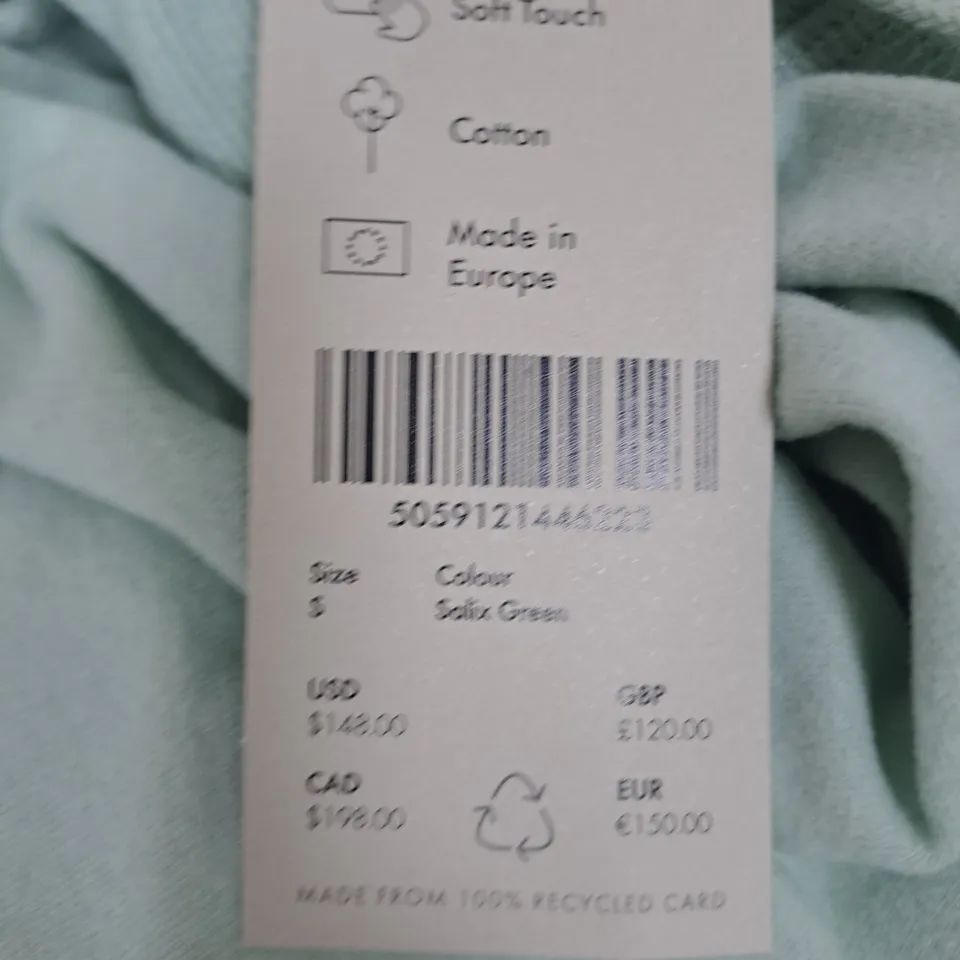 Soft Touch
Cotton
Made in
Europe
5059121446223
Size Colour
S Salix Green
USD GBP
$148.00 £120.00
CAD EUR
$198.00 €150.00
MADE FROM 100% RECYCLED CARD